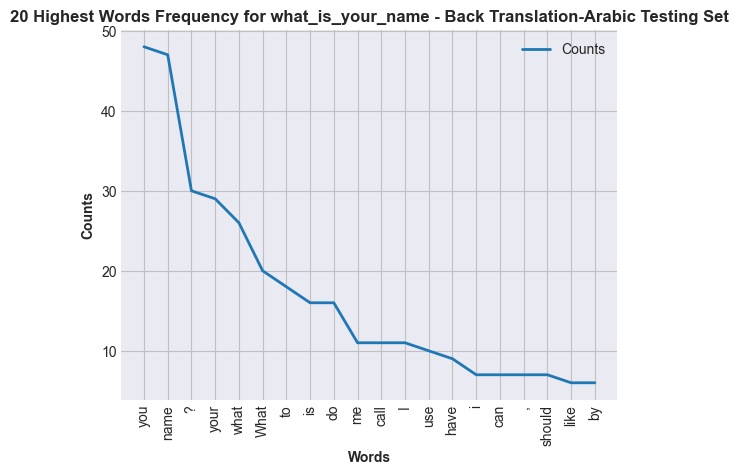 20 Highest Words Frequency for what_is_your_name - Back Translation-Arabic Testing Set
Counts
50
40
30
20
10
Counts
you
name
?
your
what
What
to
is
do
me
call
I
use
have
i
can
,
should
like
by
Words